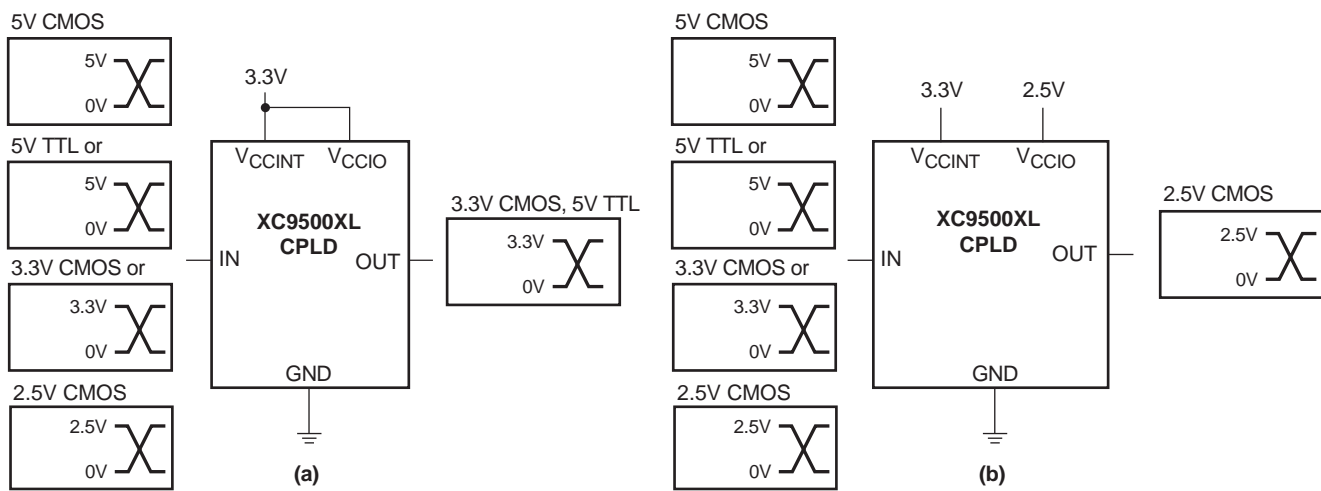 5V CMOS
5V
0V
5V TTL or
5V
0V
3.3V CMOS or
3.3V
0V
2.5V CMOS
2.5V
0V
3.3V
VCCINT VCCIO
XC9500XL
CPLD
IN
OUT
GND
3.3V CMOS, 5V TTL
3.3V
0V
(a)
5V CMOS
5V
0V
5V TTL or
5V
0V
3.3V CMOS or
3.3V
0V
2.5V CMOS
2.5V
0V
3.3V 2.5V
VCCINT VCCIO
XC9500XL
CPLD
IN
OUT
GND
2.5V CMOS
2.5V
0V
(b)